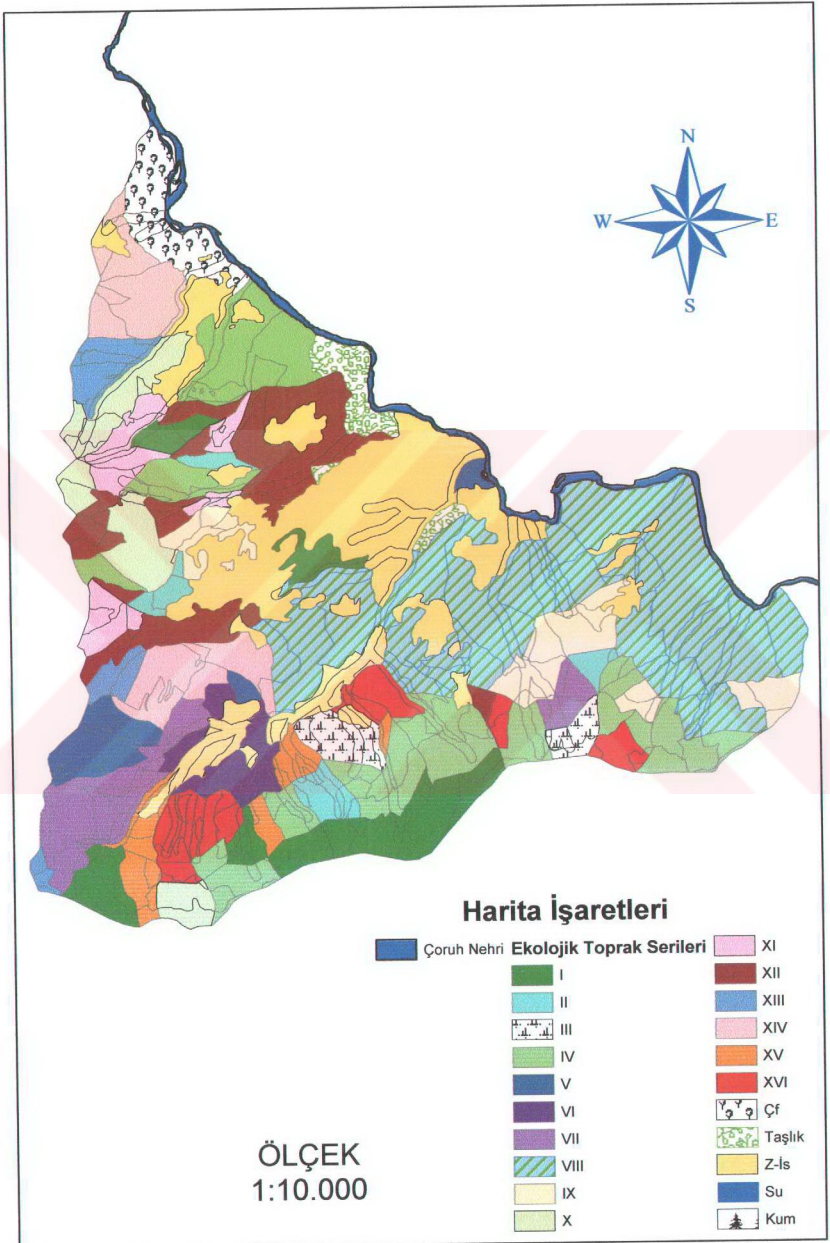 N
W E
S
Harita İşaretleri
Çoruh Nehri
Ekolojik Toprak Serileri
I
II
III
IV
V
VI
VII
VIII
IX
X
XI
XII
XIII
XIV
XV
XVI
Çf
Taşlık
Z-İs
Su
Kum
ÖLÇEK
1:10.000